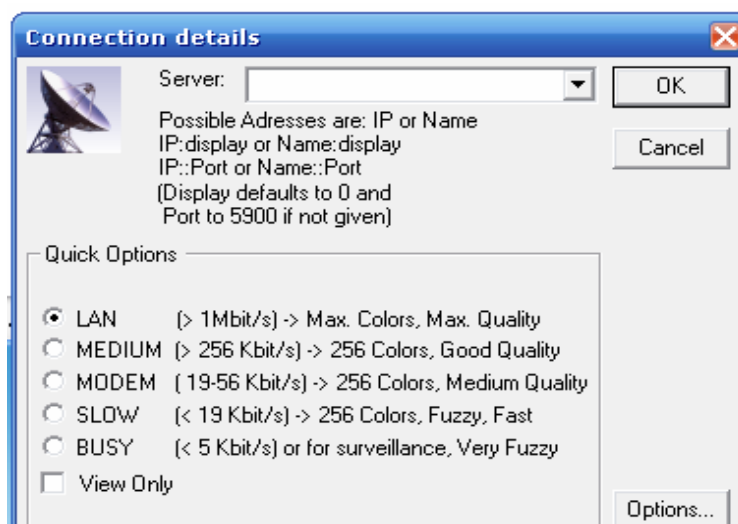 Connection details
Server:
OK
Possible Adresses are: IP or Name
IP:display or Name:display
Cancel
IP::Port or Name::Port
(Display defaults to 0 and
Port to 5900 if not given)
Quick Options
LAN (> 1Mbit/s) -> Max. Colors, Max. Quality
MEDIUM (> 256 Kbit/s) -> 256 Colors, Good Quality
MODEM ( 19-56 Kbit/s) -> 256 Colors, Medium Quality
SLOW (< 19 Kbit/s) -> 256 Colors, Fuzzy, Fast
BUSY (< 5 Kbit/s) or for surveillance, Very Fuzzy
View Only
Options...